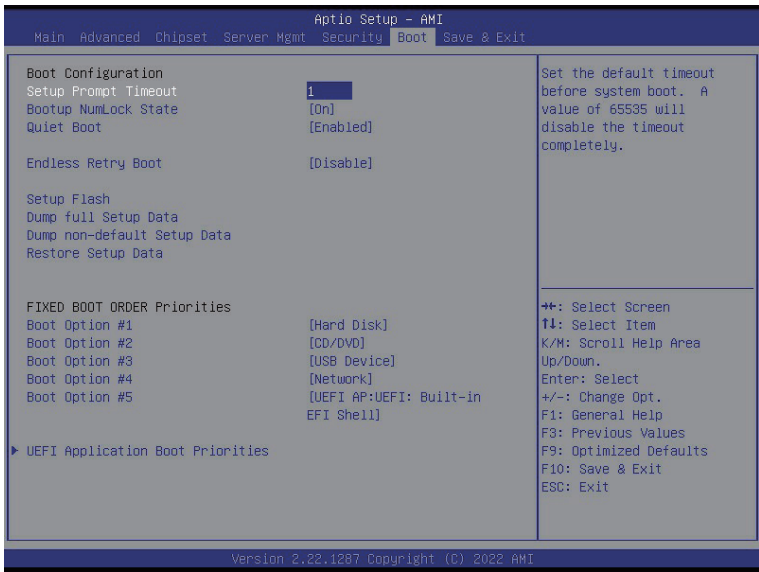 Aptio Setup – AMI
Main Advanced Chipset Server Mgmt Security Boot Save & Exit
Boot Configuration
Setup Prompt Timeout 1
Bootup NumLock State [On]
Quiet Boot [Enabled]
Endless Retry Boot [Disable]
Setup Flash
Dump full Setup Data
Dump non-default Setup Data
Restore Setup Data
FIXED BOOT ORDER Priorities
Boot Option #1 [Hard Disk]
Boot Option #2 [CD/DVD]
Boot Option #3 [USB Device]
Boot Option #4 [Network]
Boot Option #5 [UEFI AP:UEFI: Built-in
EFI Shell]
UEFI Application Boot Priorities
Set the default timeout
before system boot. A
value of 65535 will
disable the timeout
completely.
→←: Select Screen
↑↓: Select Item
K/M: Scroll Help Area
Up/Down.
Enter: Select
+/-: Change Opt.
F1: General Help
F3: Previous Values
F9: Optimized Defaults
F10: Save & Exit
ESC: Exit
Version 2.22.1287 Copyright (C) 2022 AMI